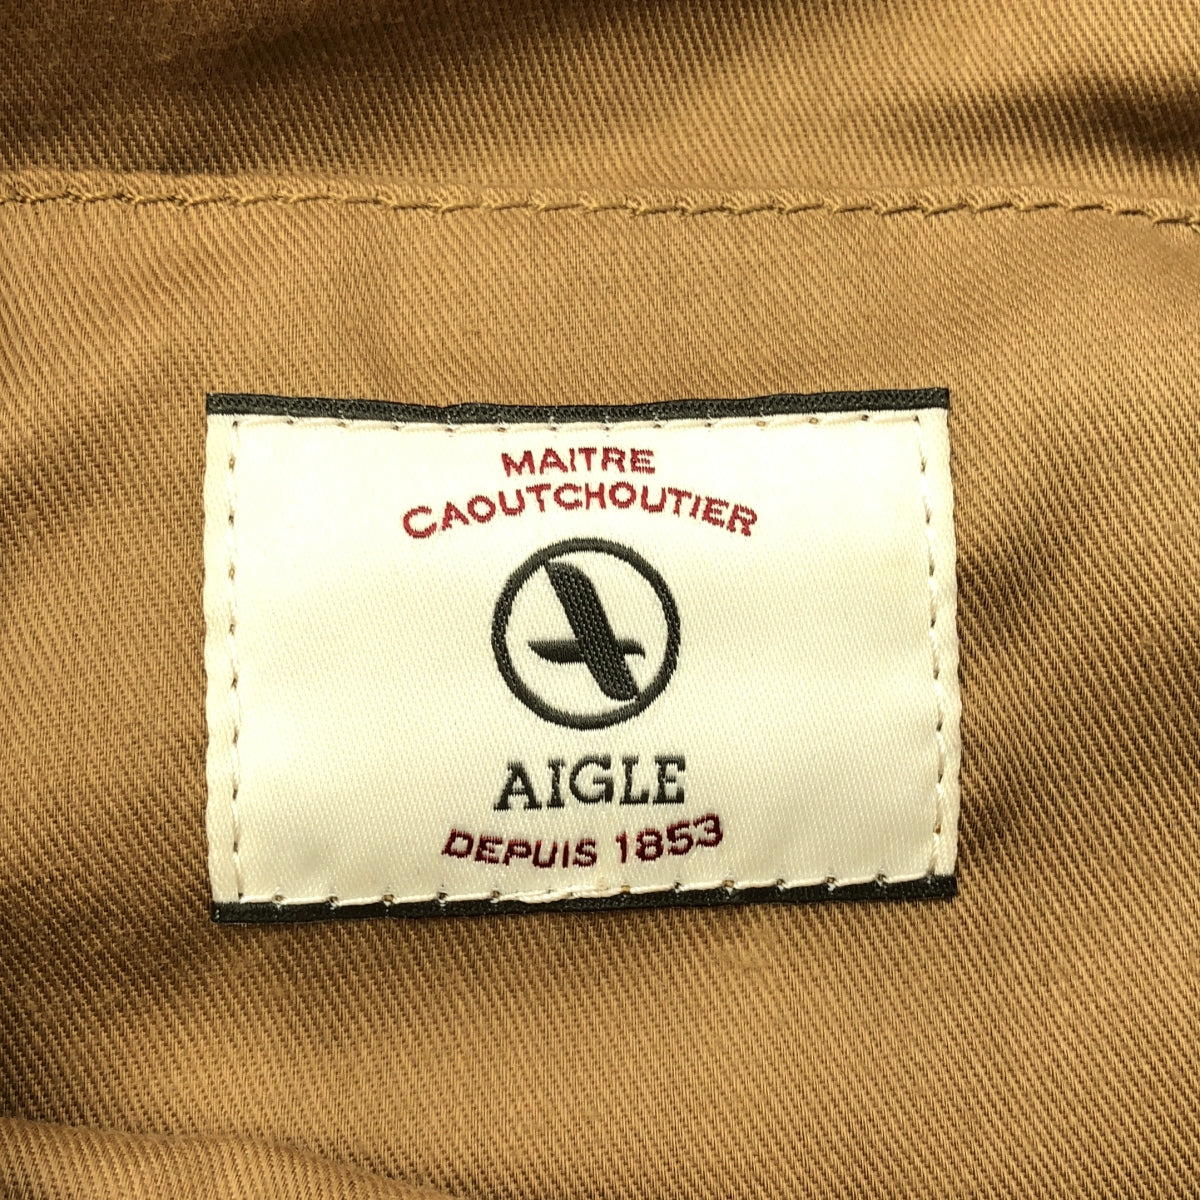 MAITRE
CAOUTCHOUTIER
AIGLE
DEPUIS 1853